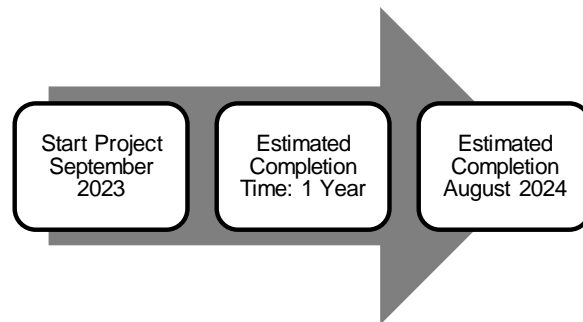 Start Project
September
2023
Estimated
Completion
Time: 1 Year
Estimated
Completion
August 2024